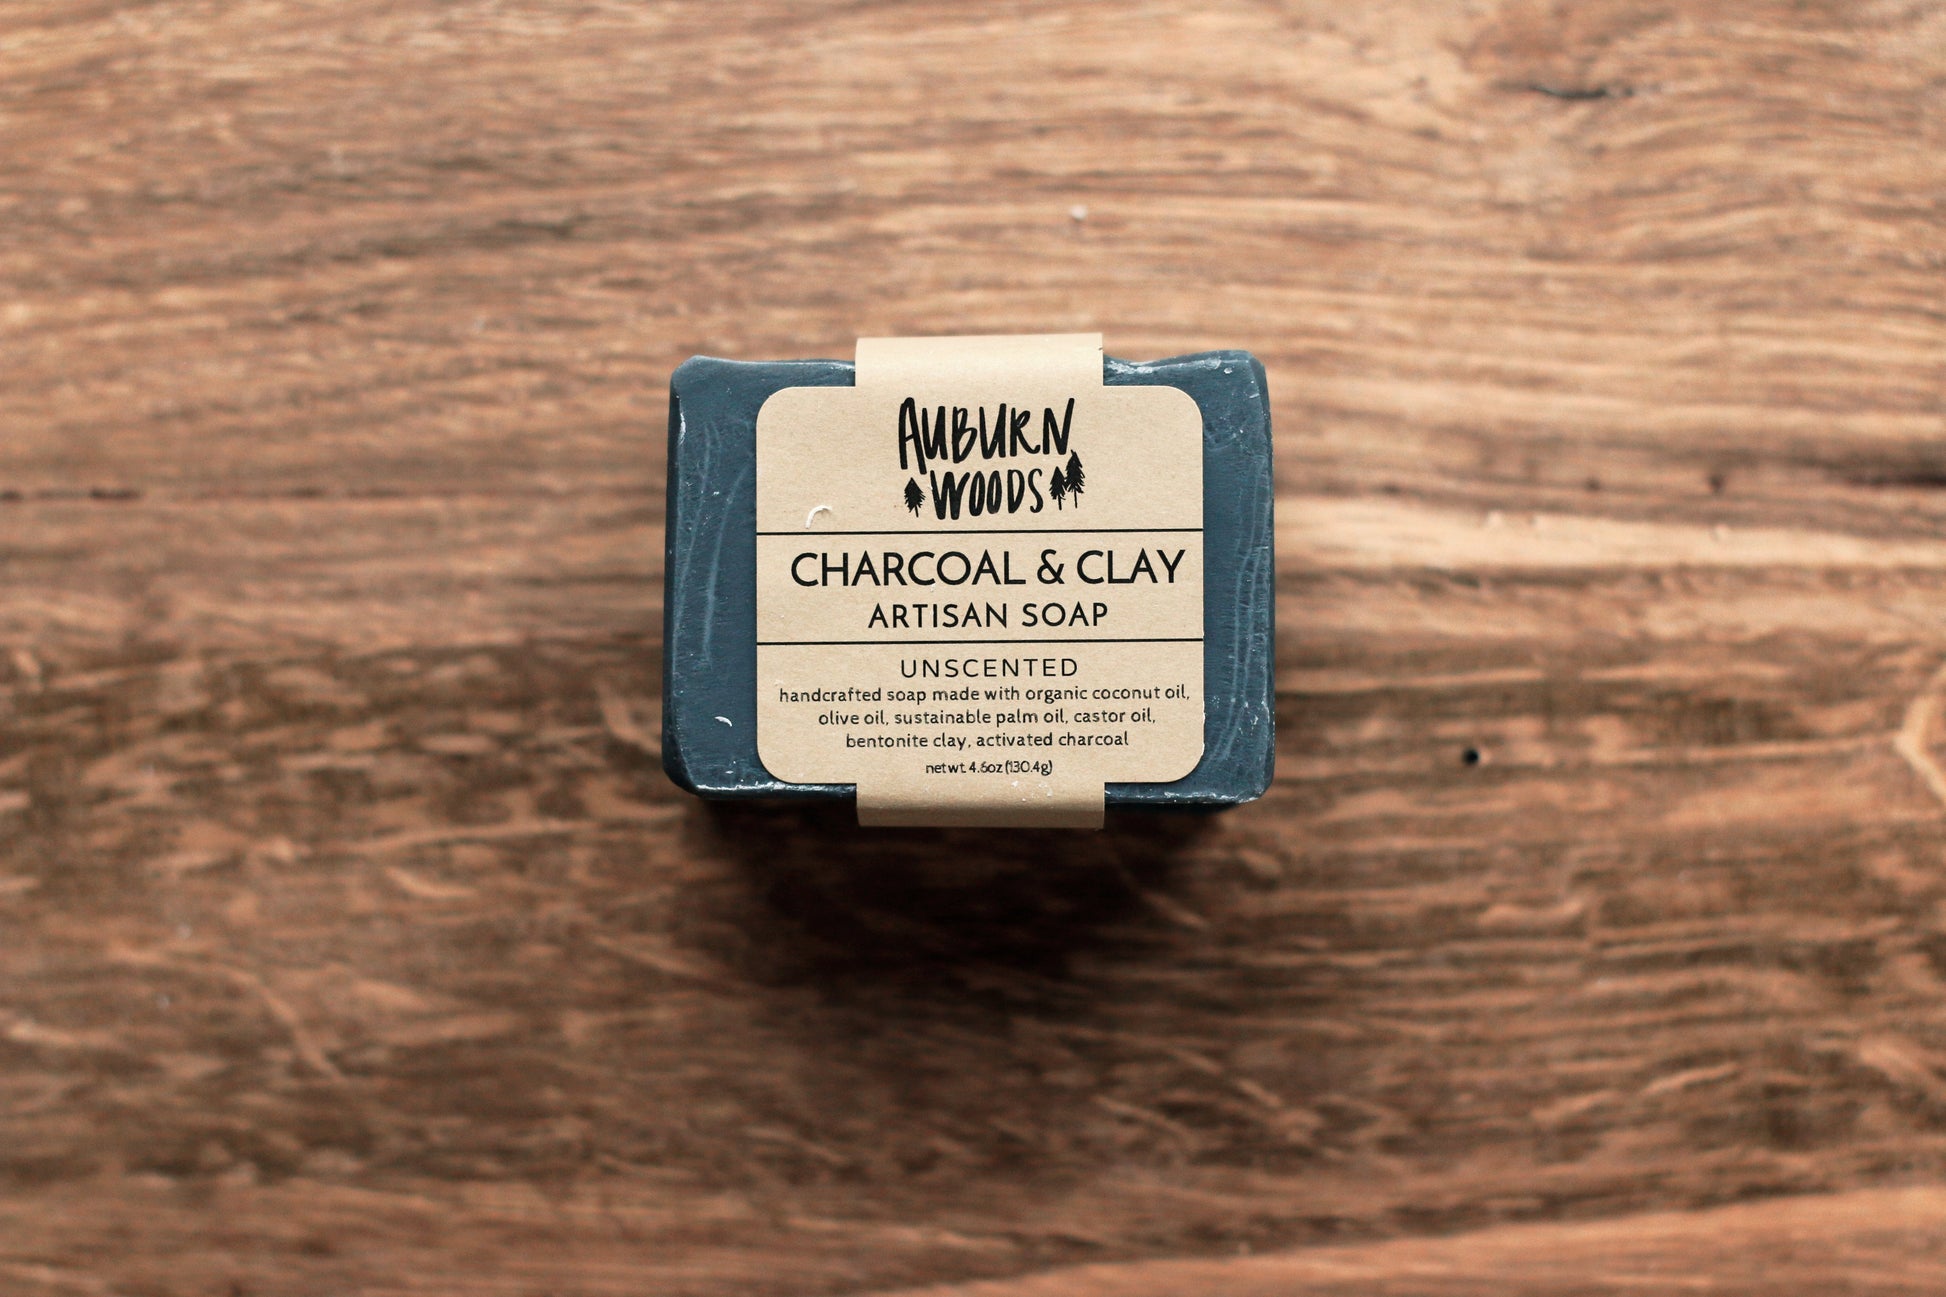 AUBURN
WOODS
CHARCOAL & CLAY
ARTISAN SOAP
UNSCENTED
handcrafted soap made with organic coconut oil,
olive oil, sustainable palm oil, castor oil,
bentonite clay, activated charcoal
net wt. 4.6oz (130.4g)